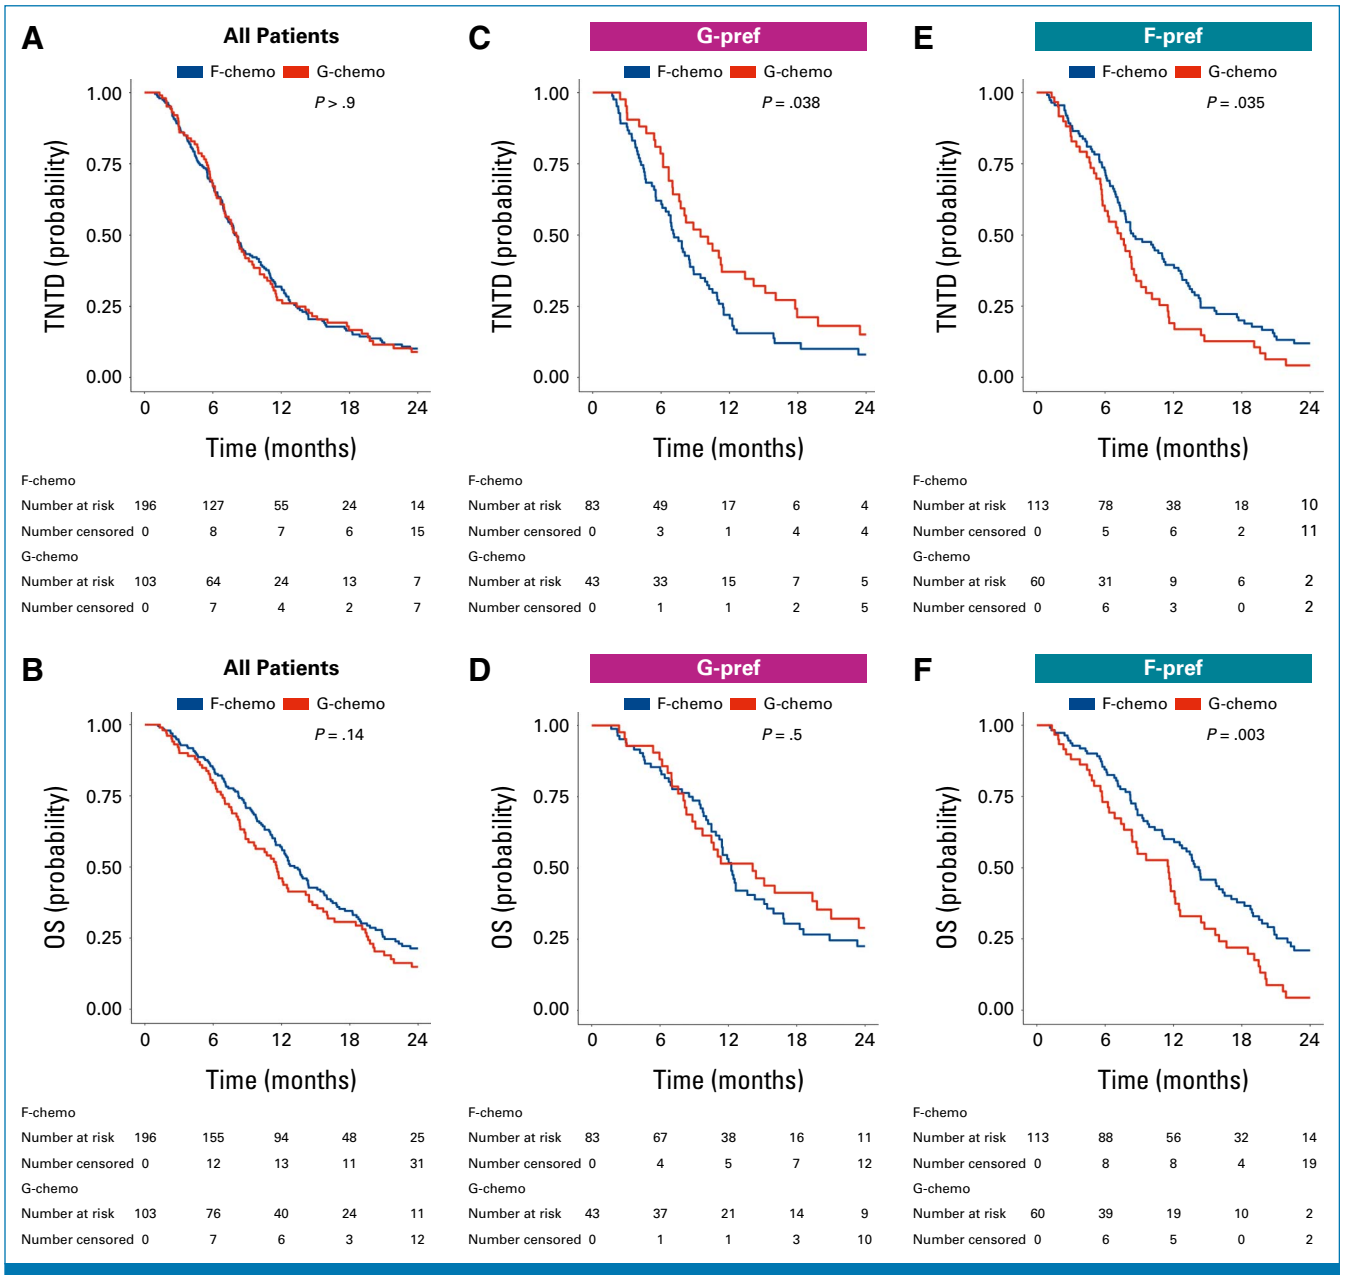 A
All Patients
F-chemo G-chemo
P > .9
TNTD (probability)
1.00
0.75
0.50
0.25
0.00
0 6 12 18 24
Time (months)
F-chemo
Number at risk 196 127 55 24 14
Number censored 0 8 7 6 15
G-chemo
Number at risk 103 64 24 13 7
Number censored 0 7 4 2 7
C
G-pref
F-chemo G-chemo
P = .038
TNTD (probability)
1.00
0.75
0.50
0.25
0.00
0 6 12 18 24
Time (months)
F-chemo
Number at risk 83 49 17 6 4
Number censored 0 3 1 4 4
G-chemo
Number at risk 43 33 15 7 5
Number censored 0 1 1 2 5
E
F-pref
F-chemo G-chemo
P = .035
TNTD (probability)
1.00
0.75
0.50
0.25
0.00
0 6 12 18 24
Time (months)
F-chemo
Number at risk 113 78 38 18 10
Number censored 0 5 6 2 11
G-chemo
Number at risk 60 31 9 6 2
Number censored 0 6 3 0 2
B
All Patients
F-chemo G-chemo
P = .14
OS (probability)
1.00
0.75
0.50
0.25
0.00
0 6 12 18 24
Time (months)
F-chemo
Number at risk 196 155 94 48 25
Number censored 0 12 13 11 31
G-chemo
Number at risk 103 76 40 24 11
Number censored 0 7 6 3 12
D
G-pref
F-chemo G-chemo
P = .5
OS (probability)
1.00
0.75
0.50
0.25
0.00
0 6 12 18 24
Time (months)
F-chemo
Number at risk 83 67 38 16 11
Number censored 0 4 5 7 12
G-chemo
Number at risk 43 37 21 14 9
Number censored 0 1 1 3 10
F
F-pref
F-chemo G-chemo
P = .003
OS (probability)
1.00
0.75
0.50
0.25
0.00
0 6 12 18 24
Time (months)
F-chemo
Number at risk 113 88 56 32 14
Number censored 0 8 8 4 19
G-chemo
Number at risk 60 39 19 10 2
Number censored 0 6 5 0 2